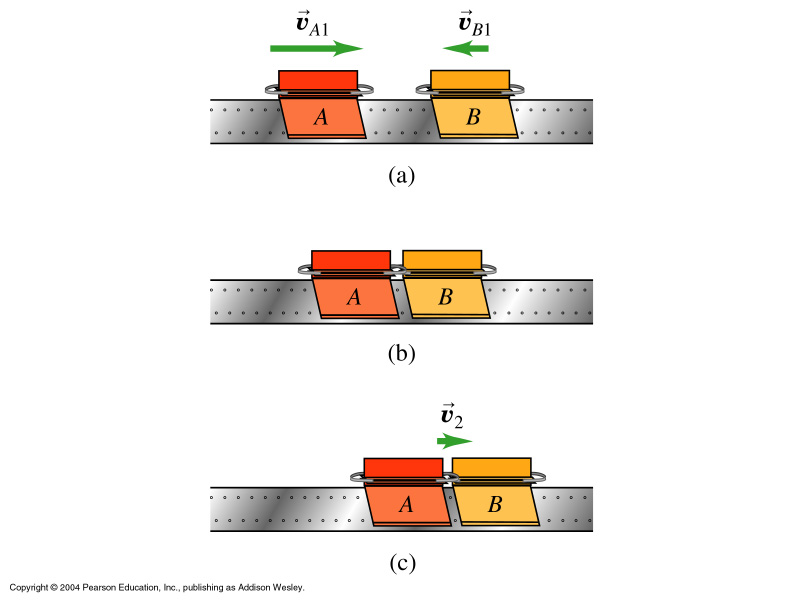 v⃗A1 v⃗B1
A B
(a)
A B
(b)
v⃗2
A B
(c)
Copyright © 2004 Pearson Education, Inc., publishing as Addison Wesley.